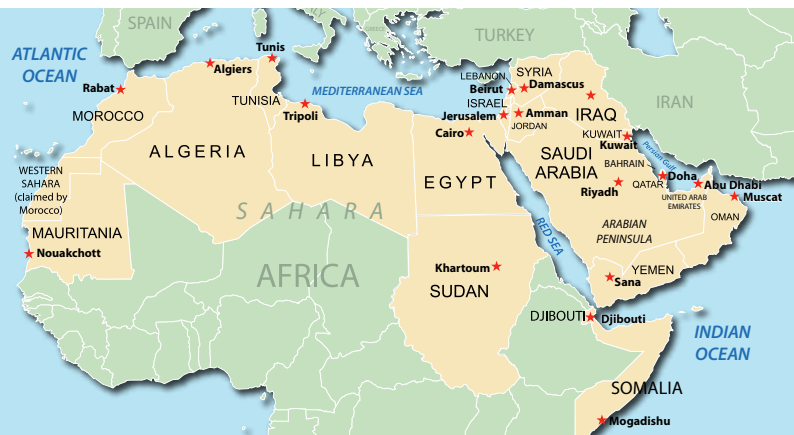 SPAIN
ITALY
GREECE
TURKEY
ATLANTIC
OCEAN
Tunis
Algiers
Rabat
MOROCCO
TUNISIA
MEDITERRANEAN SEA
Tripoli
LEBANON
SYRIA
Beirut
Damascus
ISRAEL
Jerusalem
Amman
JORDAN
Cairo
IRAQ
IRAN
KUWAIT
Kuwait
Persian Gulf
ALGERIA
LIBYA
EGYPT
SAUDI
ARABIA
BAHRAIN
Doha
QATAR
Abu Dhabi
UNITED ARAB
EMIRATES
Muscat
OMAN
Riyadh
WESTERN
SAHARA
(claimed by
Morocco)
SAHARA
MAURITANIA
Nouakchott
RED SEA
ARABIAN
PENINSULA
AFRICA
Khartoum
SUDAN
YEMEN
Sana
DJIBOUTI
Djibouti
INDIAN
OCEAN
SOMALIA
Mogadishu